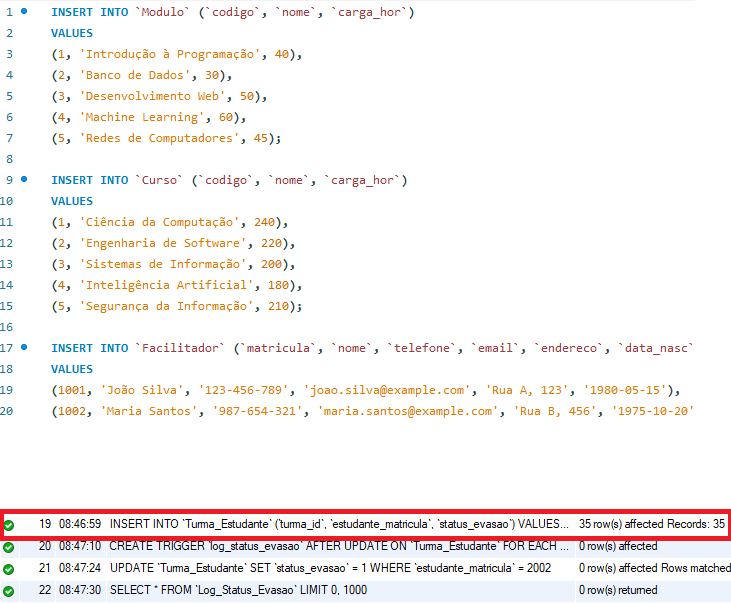 1 INSERT INTO `Modulo` (`codigo`, `nome`, `carga_hor`)
2 VALUES
3 (1, 'Introdução à Programação', 40),
4 (2, 'Banco de Dados', 30),
5 (3, 'Desenvolvimento Web', 50),
6 (4, 'Machine Learning', 60),
7 (5, 'Redes de Computadores', 45);
8
9 INSERT INTO `Curso` (`codigo`, `nome`, `carga_hor`)
10 VALUES
11 (1, 'Ciência da Computação', 240),
12 (2, 'Engenharia de Software', 220),
13 (3, 'Sistemas de Informação', 200),
14 (4, 'Inteligência Artificial', 180),
15 (5, 'Segurança da Informação', 210);
16
17 INSERT INTO `Facilitador` (`matricula`, `nome`, `telefone`, `email`, `endereco`, `data_nasc`
18 VALUES
19 (1001, 'João Silva', '123-456-789', 'joao.silva@example.com', 'Rua A, 123', '1980-05-15'),
20 (1002, 'Maria Santos', '987-654-321', 'maria.santos@example.com', 'Rua B, 456', '1975-10-20'
19 08:46:59 INSERT INTO `Turma_Estudante` (`turma_id`, `estudante_matricula`, `status_evasao`) VALUES... 35 row(s) affected Records: 35
20 08:47:10 CREATE TRIGGER `log_status_evasao` AFTER UPDATE ON `Turma_Estudante` FOR EACH ... 0 row(s) affected
21 08:47:24 UPDATE `Turma_Estudante` SET `status_evasao` = 1 WHERE `estudante_matricula` = 2002 0 row(s) affected Rows matched
22 08:47:30 SELECT * FROM `Log_Status_Evasao` LIMIT 0, 1000 0 row(s) returned